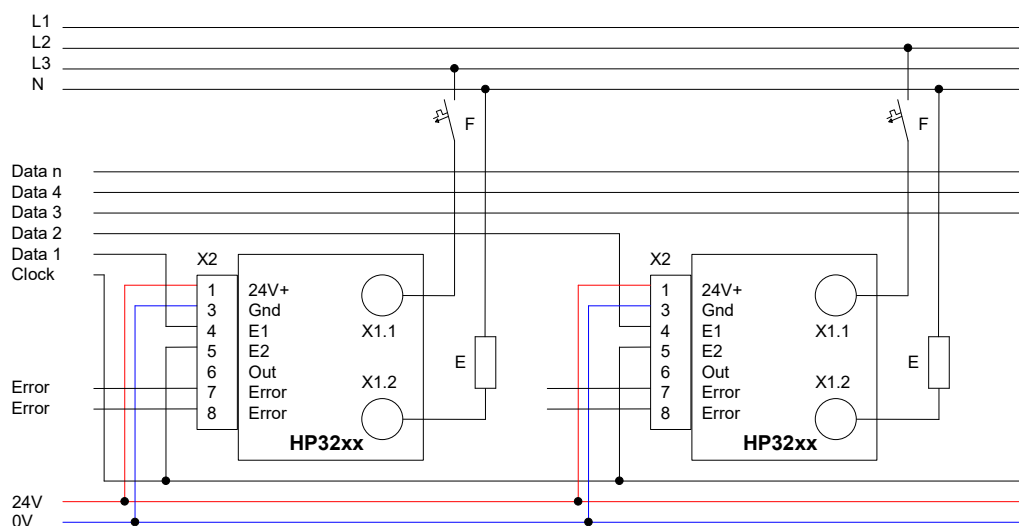 L1
L2
L3
N
F
F
Data n
Data 4
Data 3
Data 2
Data 1
Clock
X2
1 24V+
3 Gnd
4 E1
5 E2
6 Out
7 Error
8 Error
X1.1
X1.2
HP32xx
E
X2
1 24V+
3 Gnd
4 E1
5 E2
6 Out
7 Error
8 Error
X1.1
X1.2
HP32xx
E
Error
Error
24V
0V